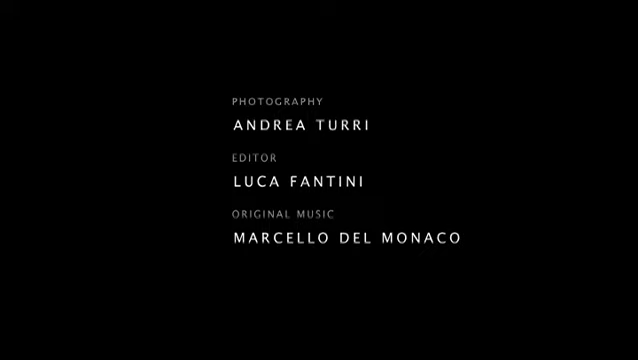 PHOTOGRAPHY
ANDREA TURRI
EDITOR
LUCA FANTINI
ORIGINAL MUSIC
MARCELLO DEL MONACO